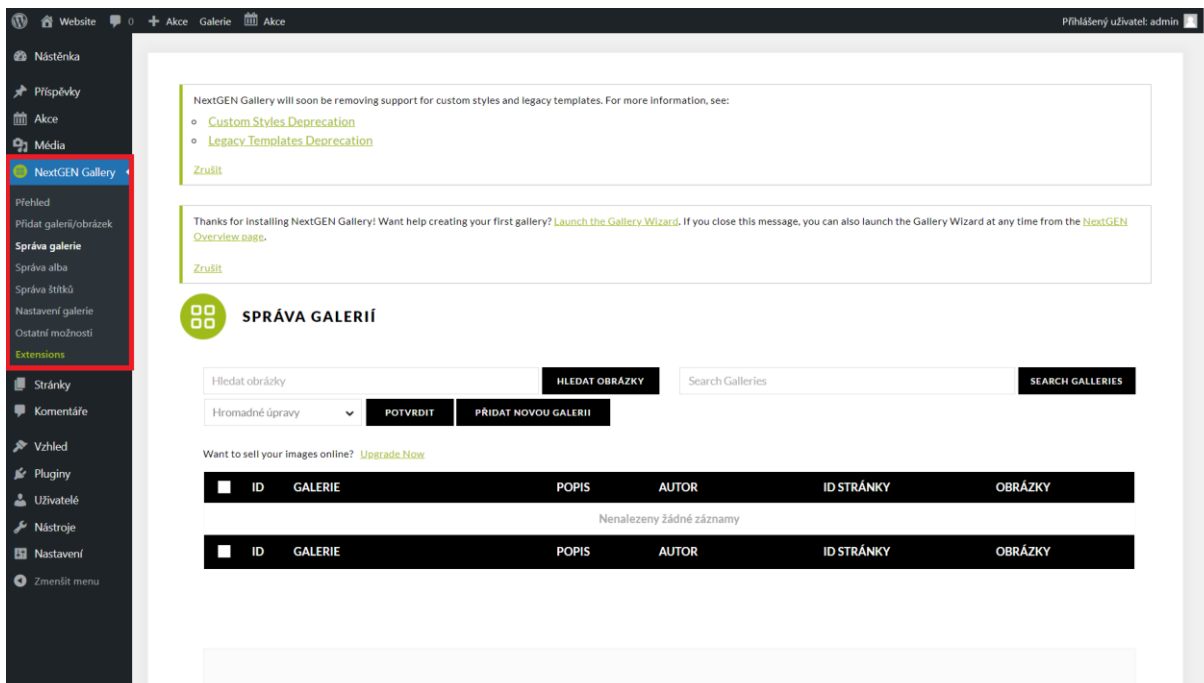 Website 0 Akce Galerie Akce Přihlášený uživatel: admin
Nástěnka
Příspěvky
Akce
Média
NextGEN Gallery
Přehled
Přidat galerii/obrázek
Správa galerie
Správa alba
Správa štítků
Nastavení galerie
Ostatní možnosti
Extensions
Stránky
Komentáře
Vzhled
Pluginy
Uživatelé
Nástroje
Nastavení
Zmenšit menu
NextGEN Gallery will soon be removing support for custom styles and legacy templates. For more information, see:
Custom Styles Deprecation
Legacy Templates Deprecation
Zrušit
Thanks for installing NextGEN Gallery! Want help creating your first gallery? Launch the Gallery Wizard. If you close this message, you can also launch the Gallery Wizard at any time from the NextGEN
Overview page.
Zrušit
SPRÁVA GALERIÍ
Hledat obrázky HLEDAT OBRÁZKY Search Galleries SEARCH GALLERIES
Hromadné úpravy POTVRDIT PŘIDAT NOVOU GALERII
Want to sell your images online? Upgrade Now
ID GALERIE POPIS AUTOR ID STRÁNKY OBRÁZKY
Nenalezeny žádné záznamy
ID GALERIE POPIS AUTOR ID STRÁNKY OBRÁZKY